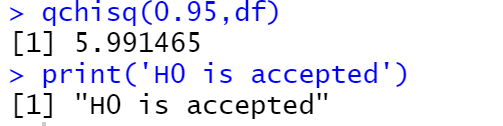 > qchisq(0.95,df)
[1] 5.991465
> print('H0 is accepted')
[1] "H0 is accepted"